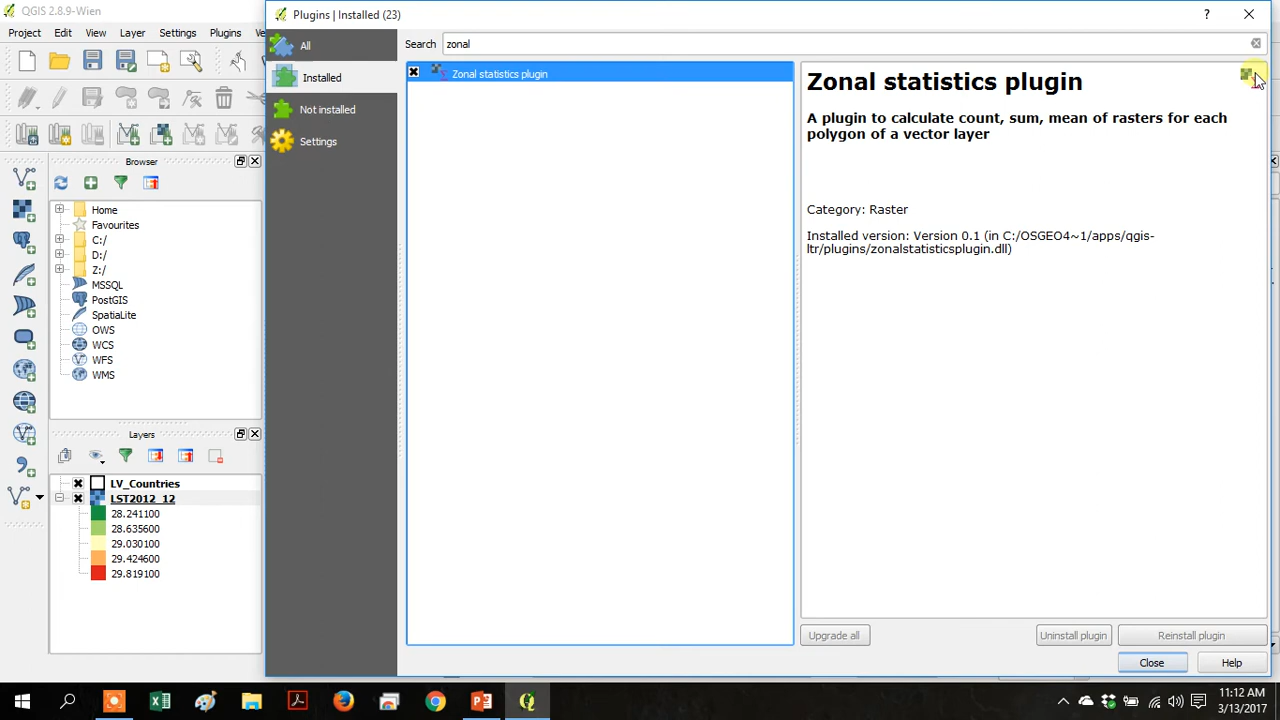 QGIS 2.8.9-Wien
Project Edit View Layer Settings Plugins
Plugins | Installed (23)
?
All
Installed
Not installed
Settings
Search zonal
Zonal statistics plugin
Zonal statistics plugin
A plugin to calculate count, sum, mean of rasters for each
polygon of a vector layer
Category: Raster
Installed version: Version 0.1 (in C:/OSGEO4~1/apps/qgis-
ltr/plugins/zonalstatisticsplugin.dll)
Upgrade all
Uninstall plugin
Reinstall plugin
Close
Help
Browser
Home
Favourites
C:/
D:/
Z:/
MSSQL
PostGIS
SpatiaLite
OWS
WCS
WFS
WMS
Layers
LV_Countries
LST2012_12
28.241100
28.635600
29.030100
29.424600
29.819100
11:12 AM
3/13/2017